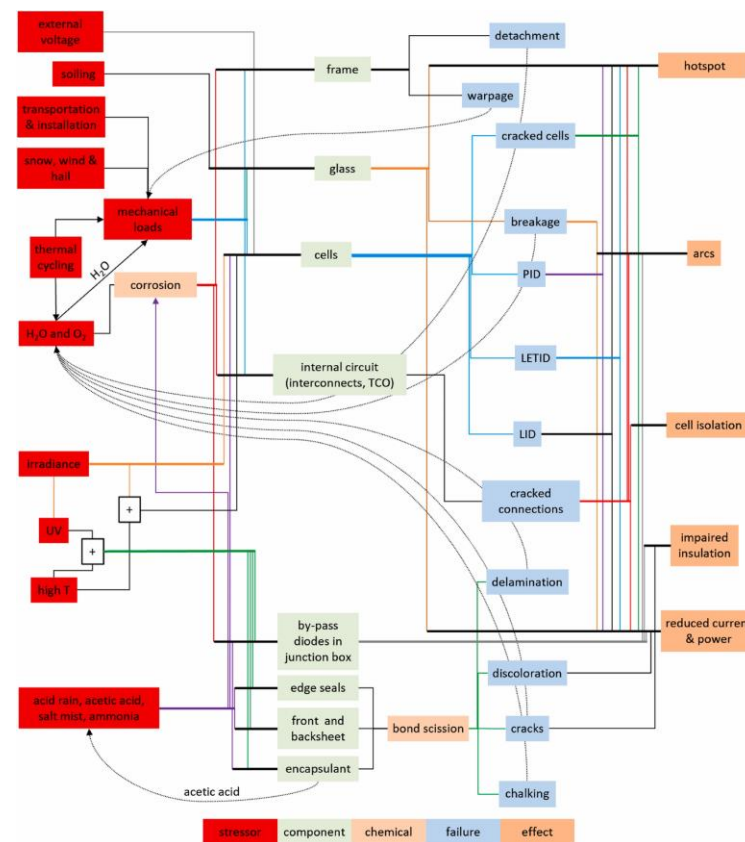 external
voltage
soiling
transportation
& installation
snow, wind &
hail
mechanical
loads
thermal
cycling
H₂O
corrosion
H₂O and O₂
Irradiance
UV
+
+
high T
acid rain, acetic acid,
salt mist, ammonia
acetic acid
frame
glass
cells
internal circuit
(interconnects, TCO)
by-pass
diodes in
junction box
edge seals
front and
backsheet
encapsulant
bond scission
detachment
warpage
cracked cells
breakage
PID
LETID
LID
cracked
connections
delamination
discoloration
cracks
chalking
hotspot
arcs
cell isolation
impaired
insulation
reduced current
& power
stressor
component
chemical
failure
effect